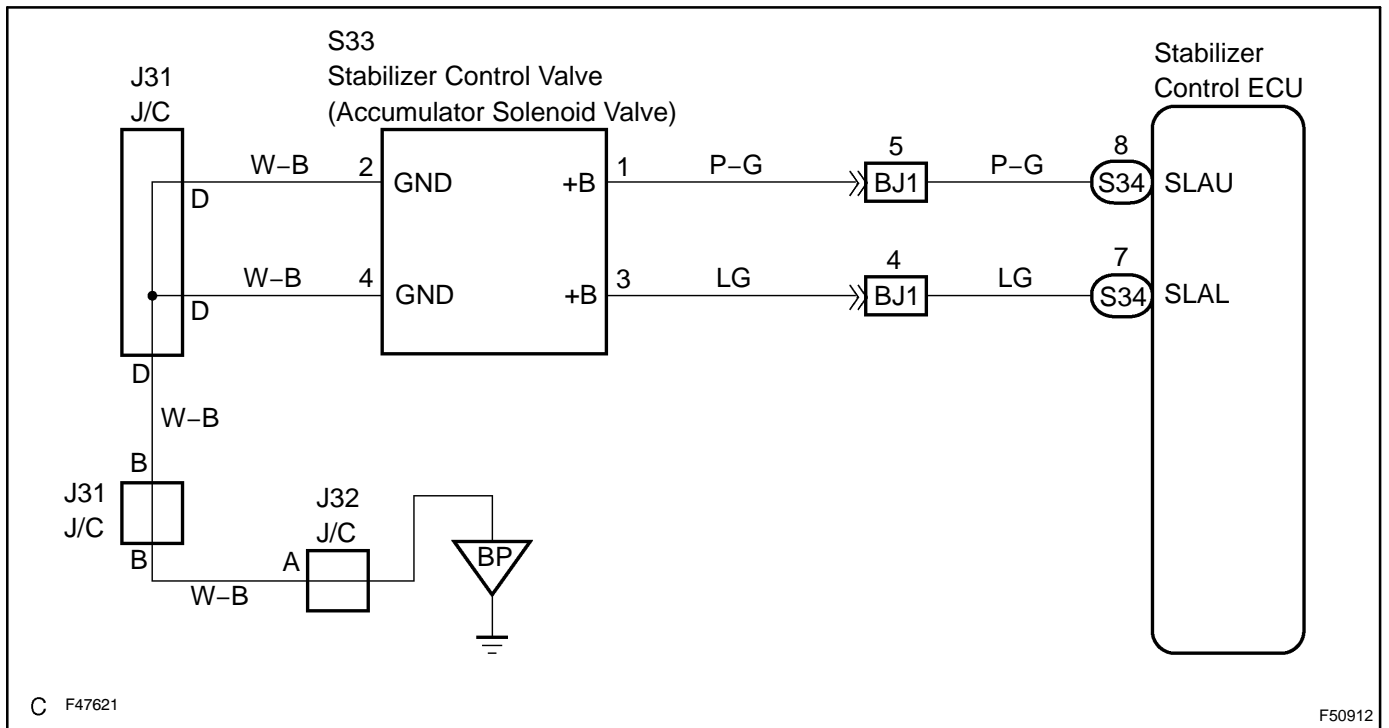 S33
Stabilizer Control Valve
(Accumulator Solenoid Valve)
J31
J/C
Stabilizer
Control ECU
W–B
2
GND
+B
1
P–G
5
BJ1
P–G
8
S34
SLAU
D
W–B
4
GND
+B
3
LG
4
BJ1
LG
7
S34
SLAL
D
D
W–B
B
J31
J/C
B
W–B
J32
J/C
A
BP
C F47621
F50912